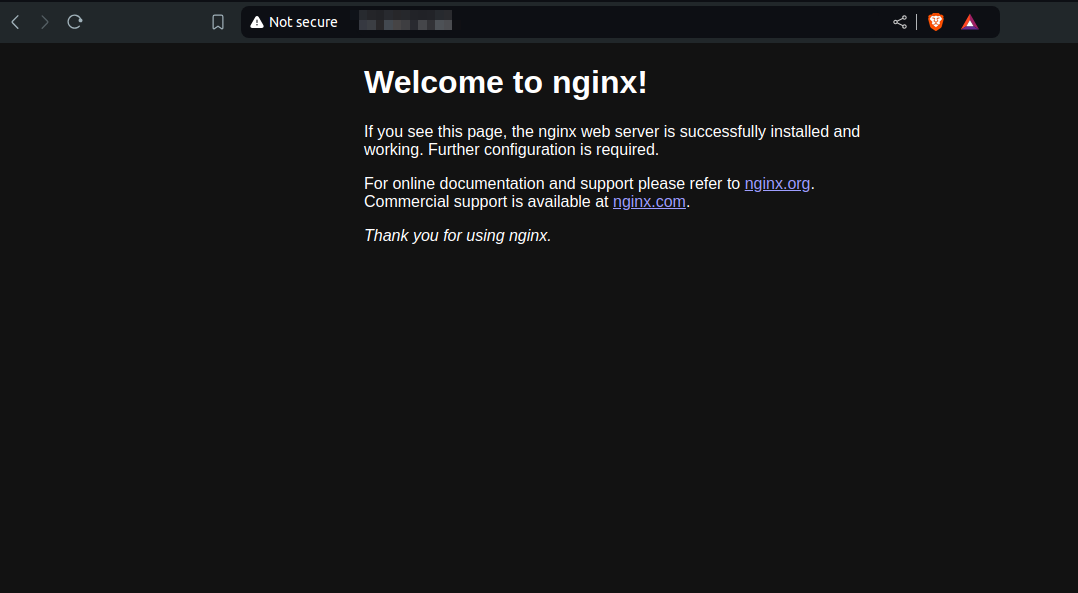 Not secure
Welcome to nginx!
If you see this page, the nginx web server is successfully installed and
working. Further configuration is required.
For online documentation and support please refer to nginx.org.
Commercial support is available at nginx.com.
Thank you for using nginx.